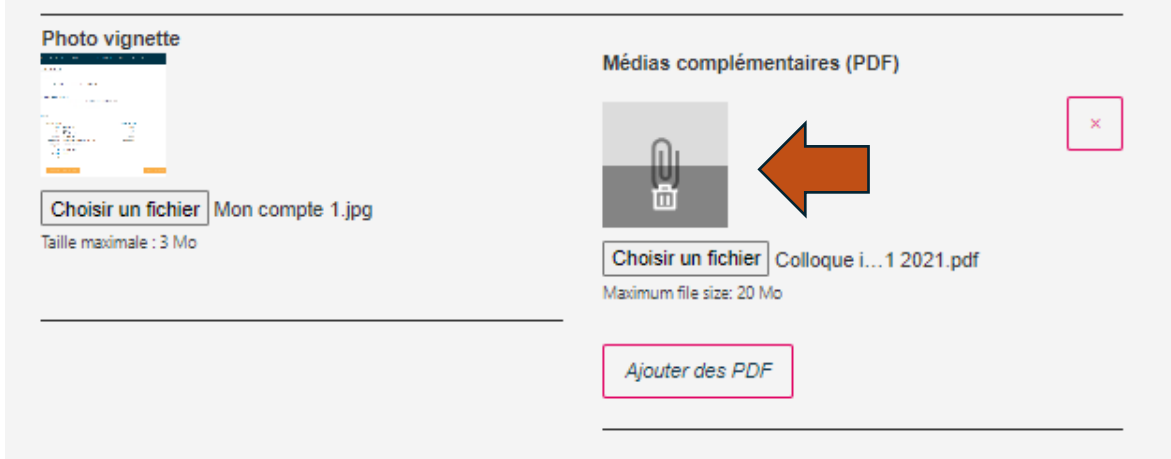 Photo vignette
Choisir un fichier Mon compte 1.jpg
Taille maximale : 3 Mo
Médias complémentaires (PDF)
×
Choisir un fichier Colloque i...1 2021.pdf
Maximum file size: 20 Mo
Ajouter des PDF